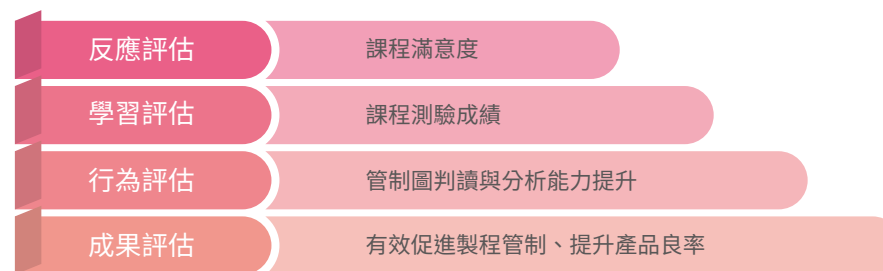 反應評估 課程滿意度
學習評估 課程測驗成績
行為評估 管制圖判讀與分析能力提升
成果評估 有效促進製程管制、提升產品良率